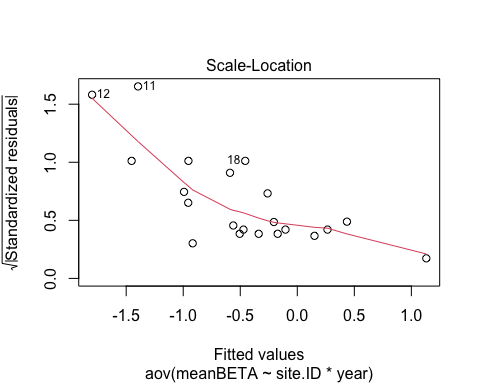 Scale-Location
√|Standardized residuals|
1.5
1.0
0.5
0.0
12
11
18
-1.5 -1.0 -0.5 0.0 0.5 1.0
Fitted values
aov(meanBETA ~ site.ID * year)